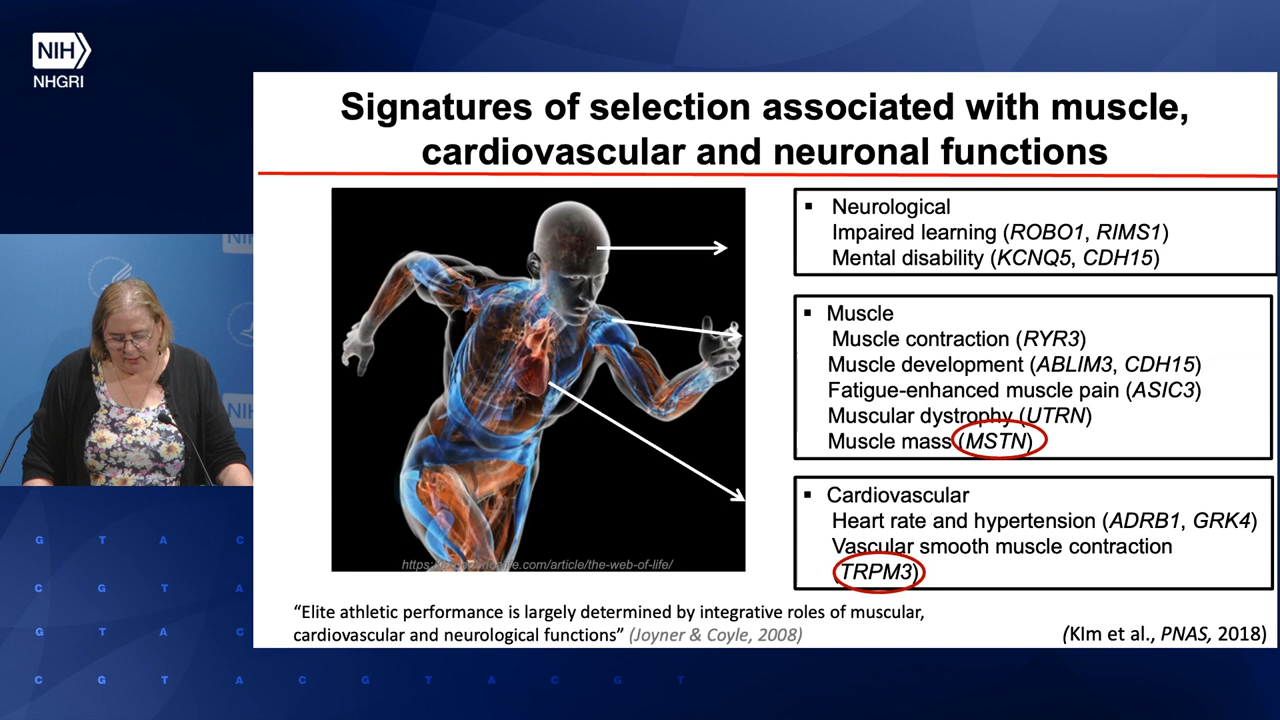 NIH
NHGRI
Signatures of selection associated with muscle,
cardiovascular and neuronal functions
▪ Neurological
Impaired learning (ROBO1, RIMS1)
Mental disability (KCNQ5, CDH15)
▪ Muscle
Muscle contraction (RYR3)
Muscle development (ABLIM3, CDH15)
Fatigue-enhanced muscle pain (ASIC3)
Muscular dystrophy (UTRN)
Muscle mass (MSTN)
▪ Cardiovascular
Heart rate and hypertension (ADRB1, GRK4)
Vascular smooth muscle contraction
(TRPM3)
/article/the-web-of-life/
“Elite athletic performance is largely determined by integrative roles of muscular,
cardiovascular and neurological functions” (Joyner & Coyle, 2008)
(KIm et al., PNAS, 2018)
NIH
NIH
G T A C
C G T A
G T A C
C G T A C G T A C G T